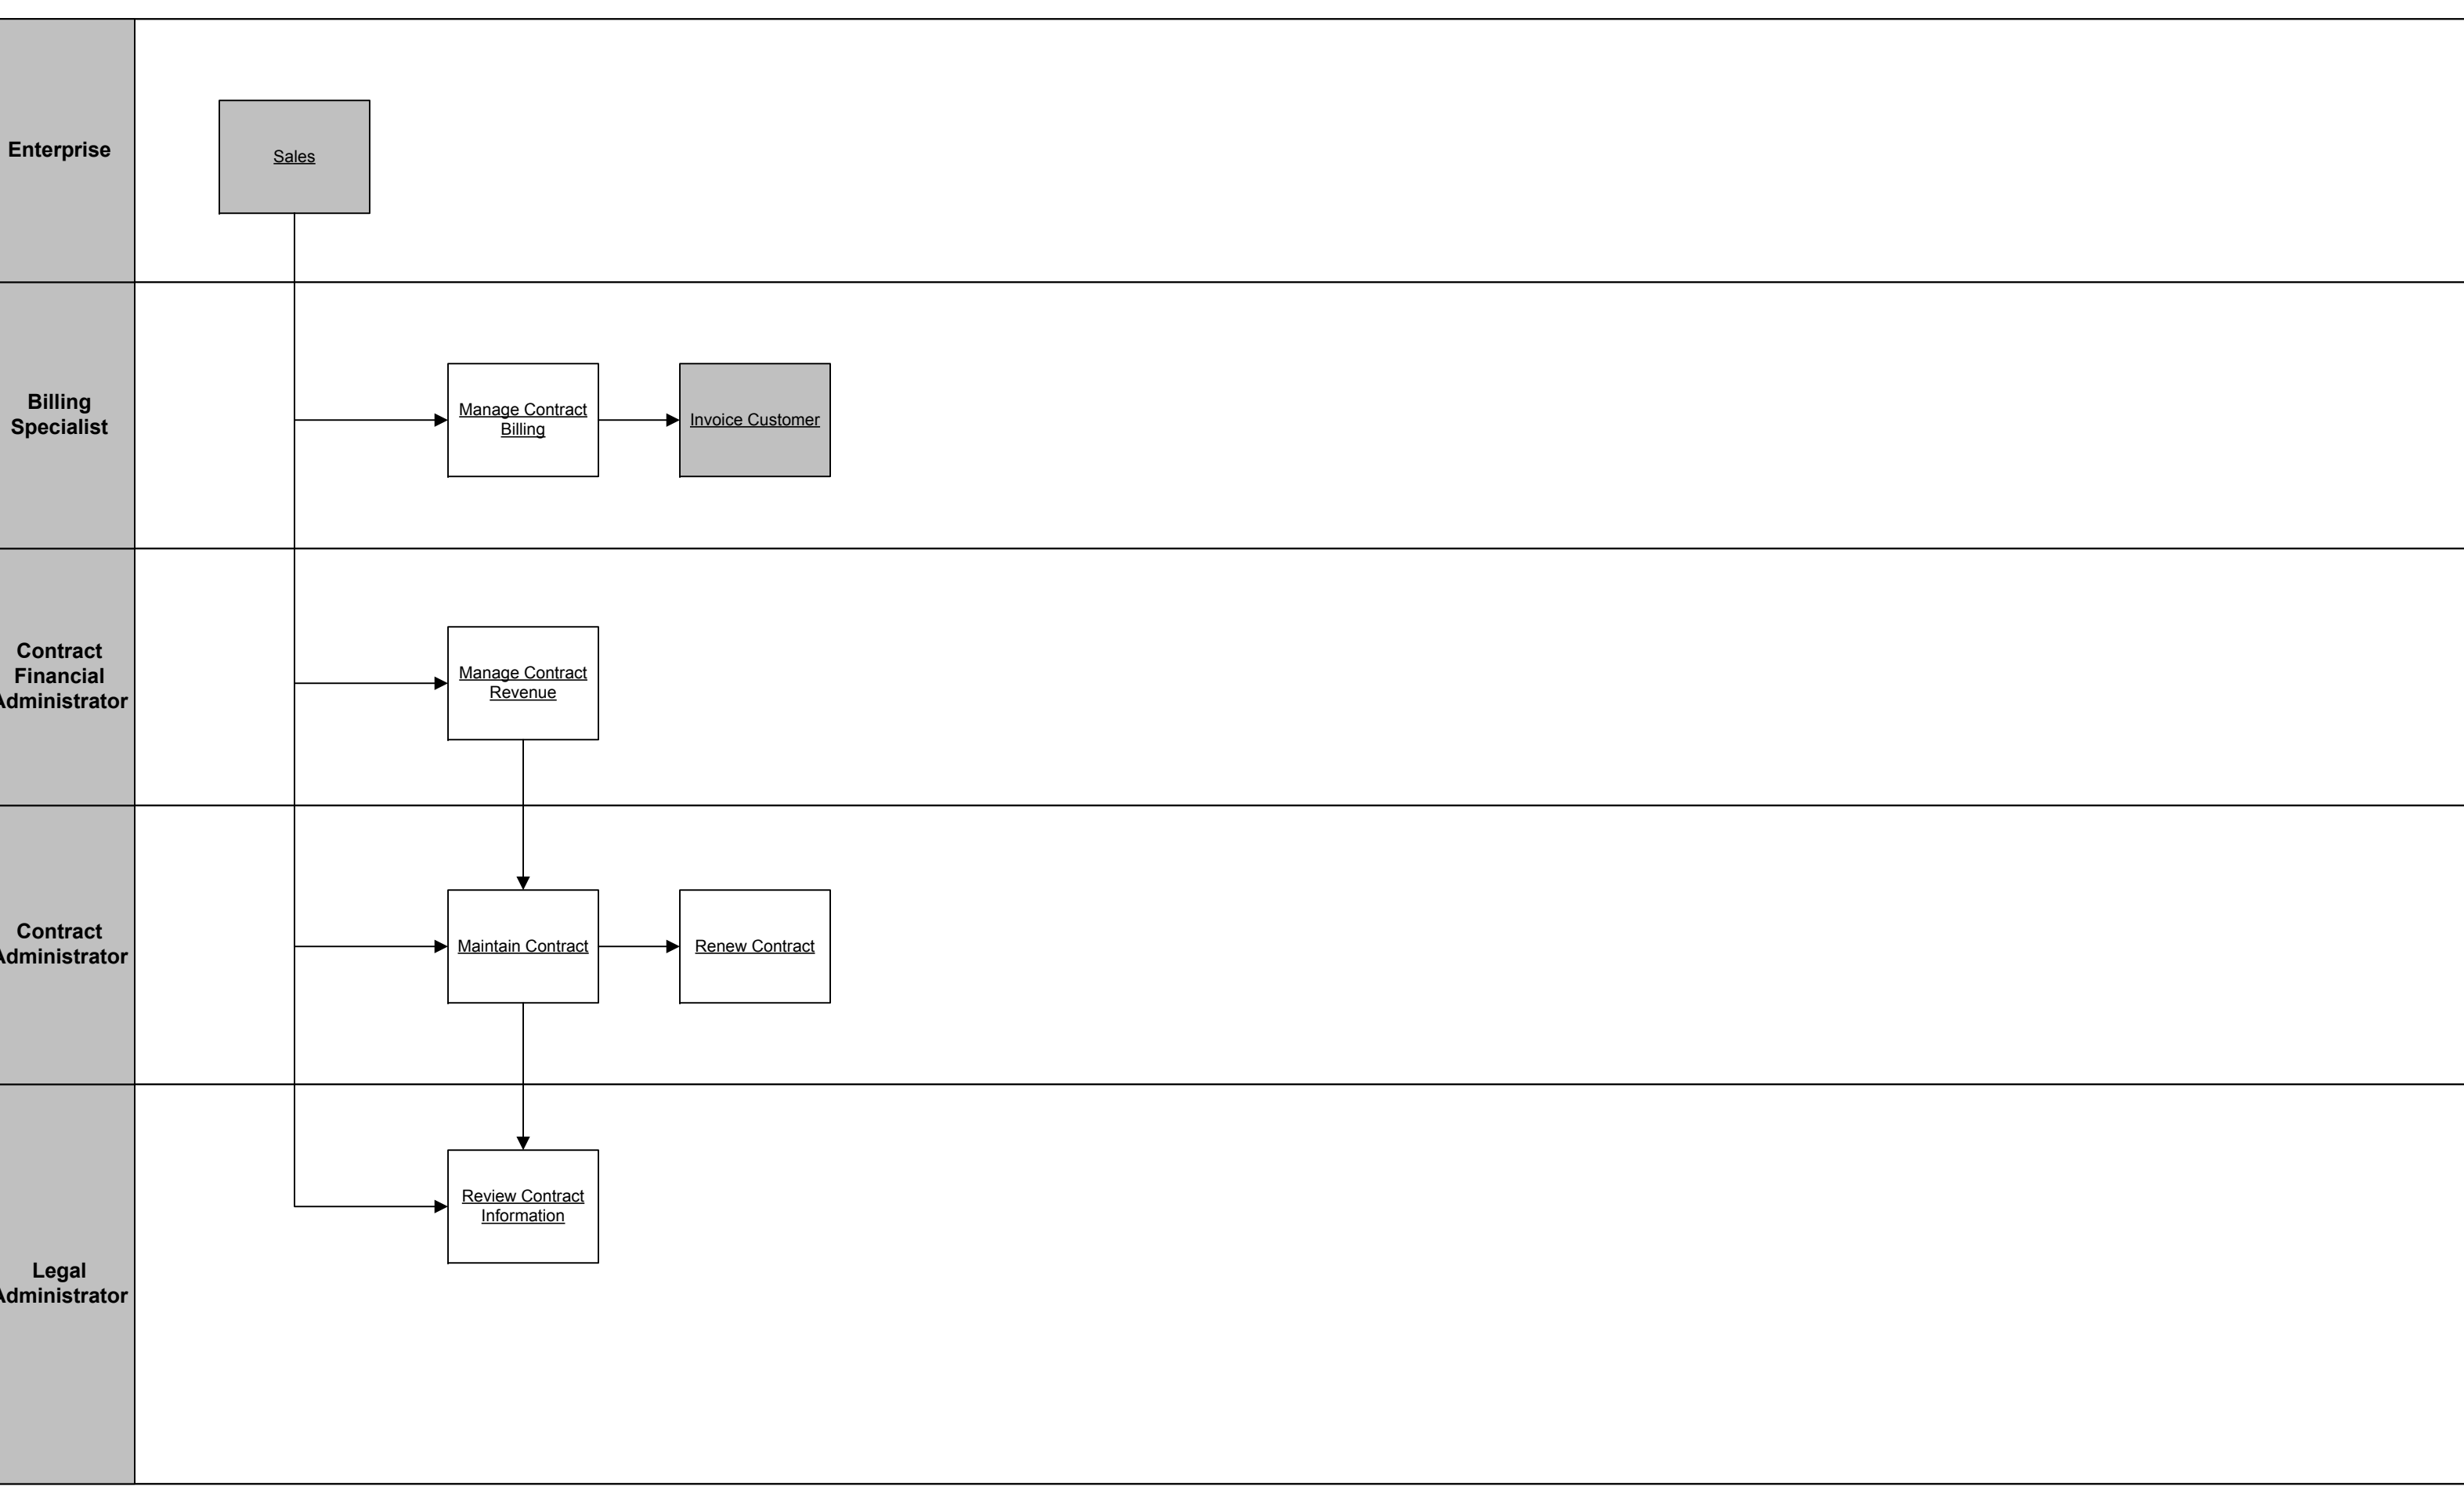 Enterprise
Sales
Billing
Specialist
Manage Contract
Billing
Invoice Customer
Contract
Financial
Administrator
Manage Contract
Revenue
Contract
Administrator
Maintain Contract
Renew Contract
Review Contract
Information
Legal
Administrator